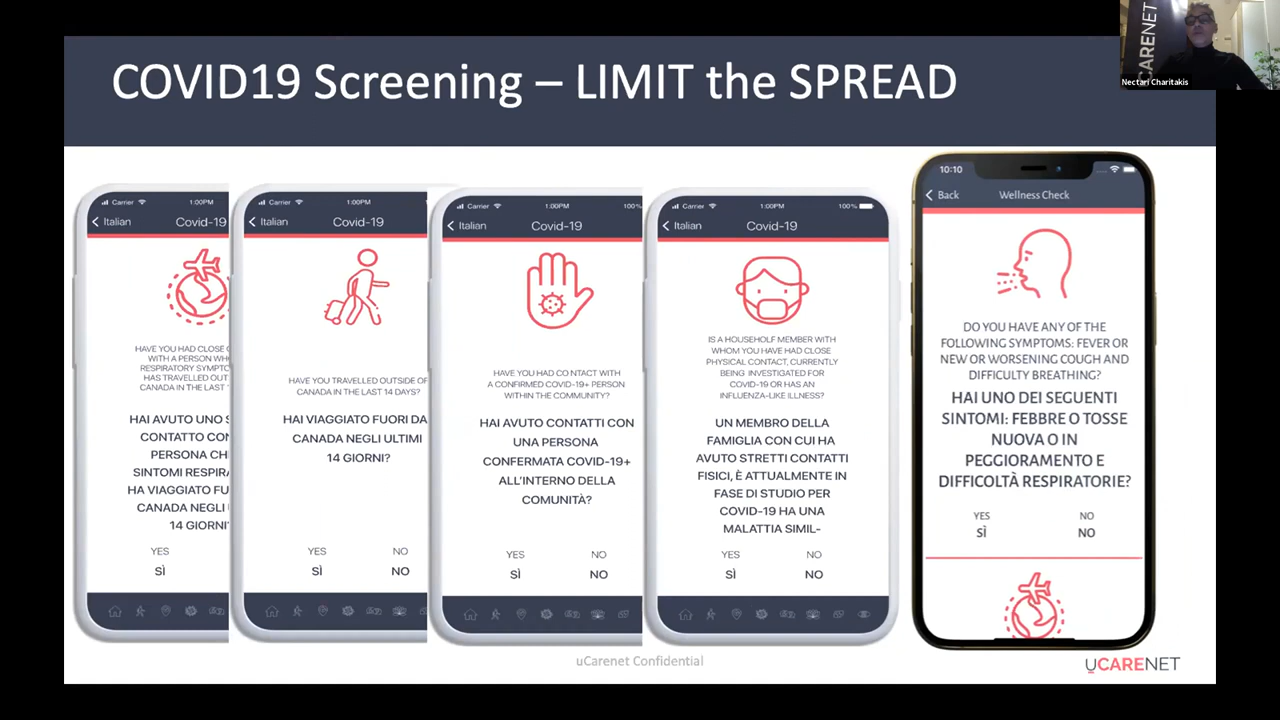 CARENET
Nectari Charitakis
COVID19 Screening – LIMIT the SPREAD
Carrier 1:00PM
Italian Covid-19
HAVE YOU HAD CLOSE
WITH A PERSON WHO
RESPIRATORY SYMPTO
HAS TRAVELLED OUT
CANADA IN THE LAST
HAI AVUTO UNO S
CONTATTO CON
PERSONA CH
SINTOMI RESPIRA
HA VIAGGIATO FU
CANADA NEGLI
14 GIORNI?
YES
SÌ
Carrier 1:00PM
Italian Covid-19
HAVE YOU TRAVELLED OUTSIDE OF
CANADA IN THE LAST 14 DAYS?
HAI VIAGGIATO FUORI DA
CANADA NEGLI ULTIMI
14 GIORNI?
YES NO
SÌ NO
Carrier 1:00PM 100%
Italian Covid-19
HAVE YOU HAD CO NTACT WITH
A CONFIRMED COVID-19+ PERSON
WITHIN THE COMMUNITY?
HAI AVUTO CONTATTI CON
UNA PERSONA
CONFERMATA COVID-19+
ALL'INTERNO DELLA
COMUNITÀ?
YES NO
SÌ NO
Carrier 1:00PM 100%
Italian Covid-19
IS A HOUSEHOLF MEMBER WITH
WHOM YOU HAVE HAD CLOSE
PHYSICAL CONTACT, CURRENTLY
BEING INVESTIGATED FOR
COVID-19 OR HAS AN
INFLUENZA-LIKE ILLNESS?
UN MEMBRO DELLA
FAMIGLIA CON CUI HA
AVUTO STRETTI CONTATTI
FISICI, È ATTUALMENTE IN
FASE DI STUDIO PER
COVID-19 HA UNA
MALATTIA SIMIL-
YES NO
SÌ NO
10:10
Back Wellness Check
DO YOU HAVE ANY OF THE
FOLLOWING SYMPTOMS: FEVER OR
NEW OR WORSENING COUGH AND
DIFFICULTY BREATHING?
HAI UNO DEI SEGUENTI
SINTOMI: FEBBRE O TOSSE
NUOVA O IN
PEGGIORAMENTO E
DIFFICOLTÀ RESPIRATORIE?
YES NO
SÌ NO
uCarenet Confidential
uCARENET